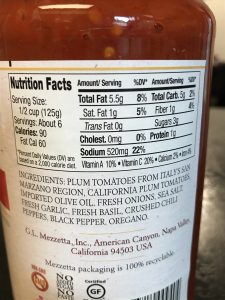 Nutrition Facts
Serving Size:
1/2 cup (125g)
Servings: About 6
Calories 90
Fat Cal 60
*Percent Daily Values (DV) are
based on a 2,000 calorie diet.
Amount/ Serving %DV*
Total Fat 5.5g 8%
Sat. Fat 1g 5%
Trans Fat 0g
Cholest. 0mg 0%
Sodium 520mg 22%
Amount/ Serving %DV*
Total Carb. 5g 2%
Fiber 1g 4%
Sugars 3g
Protein 1g
Vitamin A 10% • Vitamin C 20% • Calcium 2% • Iron
INGREDIENTS: PLUM TOMATOES FROM ITALY'S SAN
MARZANO REGION, CALIFORNIA PLUM TOMATOES,
IMPORTED OLIVE OIL, FRESH ONIONS, SEA SALT,
FRESH GARLIC, FRESH BASIL, CRUSHED CHILI
PEPPERS, BLACK PEPPER, OREGANO.
G.L. Mezzetta, Inc., American Canyon, Napa Valley,
California 94503 USA
Mezzetta packaging is 100% recyclable.
NO
NO
NO
Certified
GF